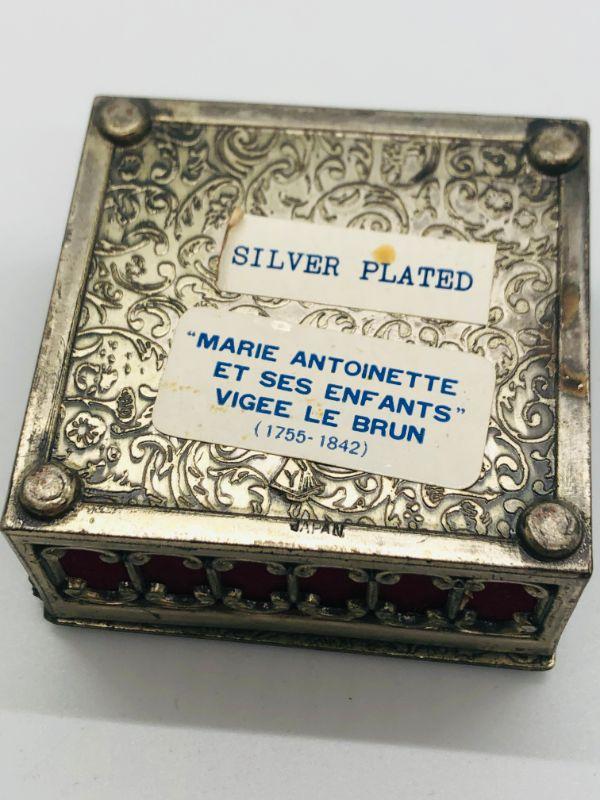 SILVER PLATED
"MARIE ANTOINETTE
ET SES ENFANTS"
VIGEE LE BRUN
(1755-1842)
Y
JAPAN